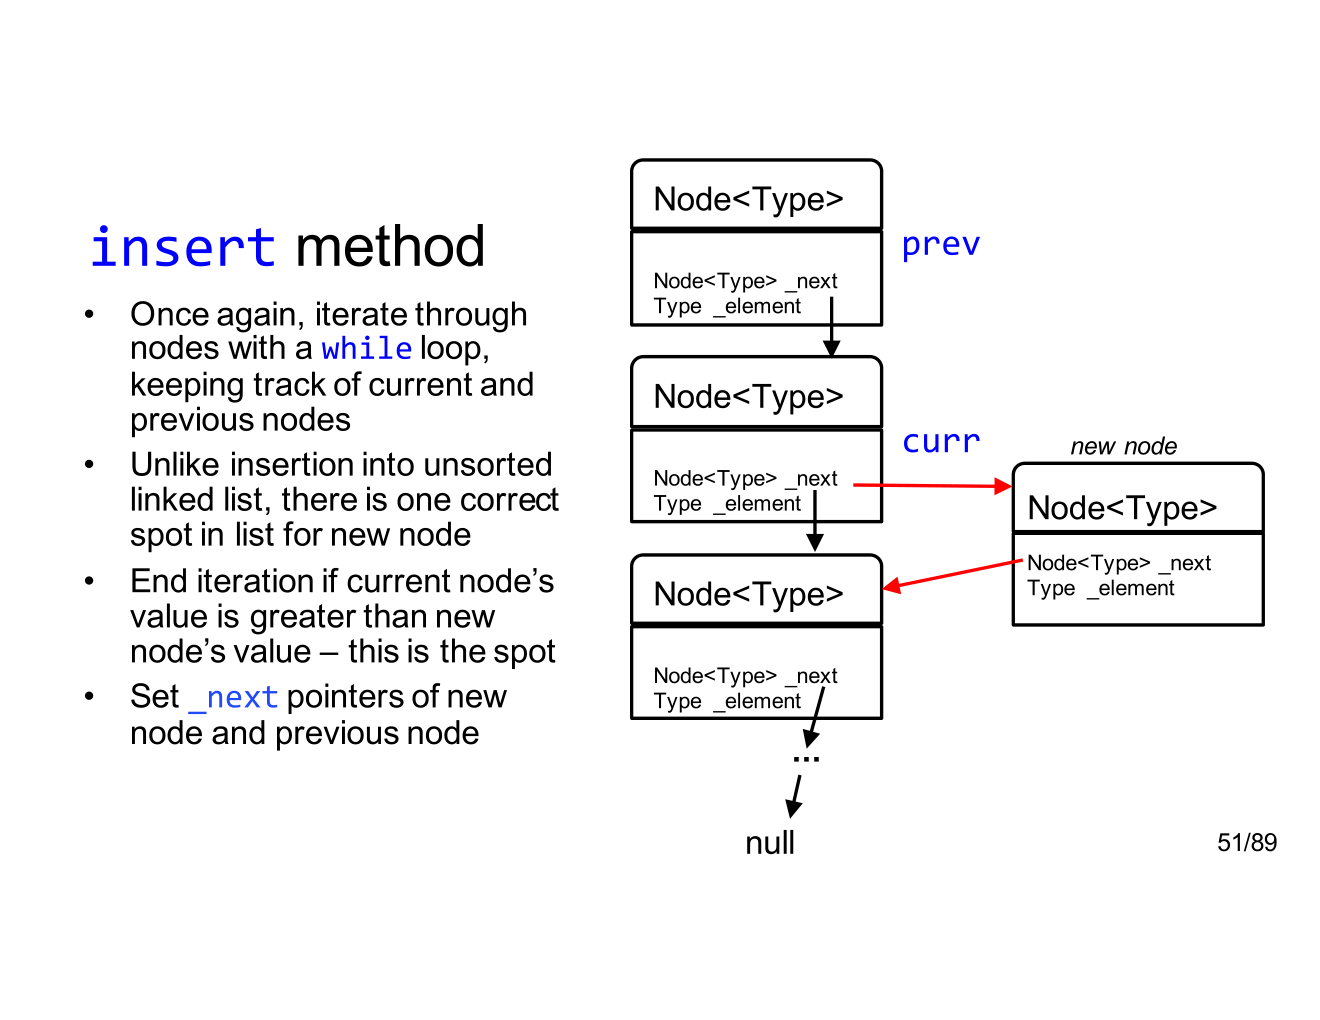 insert method
• Once again, iterate through
nodes with a while loop,
keeping track of current and
previous nodes
• Unlike insertion into unsorted
linked list, there is one correct
spot in list for new node
• End iteration if current node’s
value is greater than new
node’s value – this is the spot
• Set _next pointers of new
node and previous node
Node<Type>
Node<Type> _next
Type _element
prev
Node<Type>
Node<Type> _next
Type _element
curr
new node
Node<Type>
Node<Type> _next
Type _element
Node<Type>
Node<Type> _next
Type _element
...
null
51/89